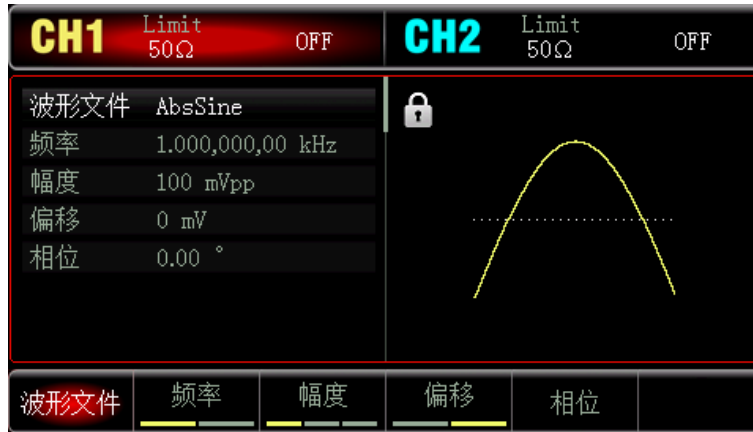 CH1 Limit 50Ω OFF CH2 Limit 50Ω OFF
波形文件 AbsSine
频率 1.000,000,00 kHz
幅度 100 mVpp
偏移 0 mV
相位 0.00 °
波形文件 频率 幅度 偏移 相位